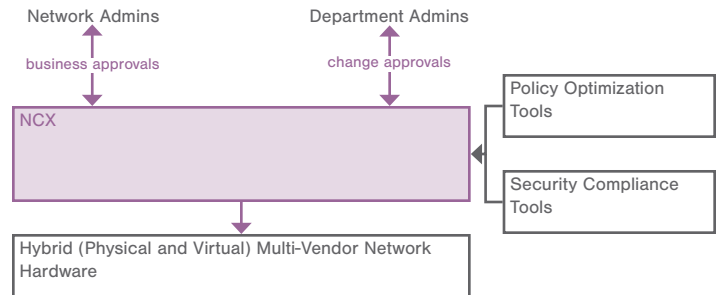 Network Admins
Department Admins
business approvals
change approvals
Policy Optimization
Tools
NCX
Security Compliance
Tools
Hybrid (Physical and Virtual) Multi-Vendor Network
Hardware